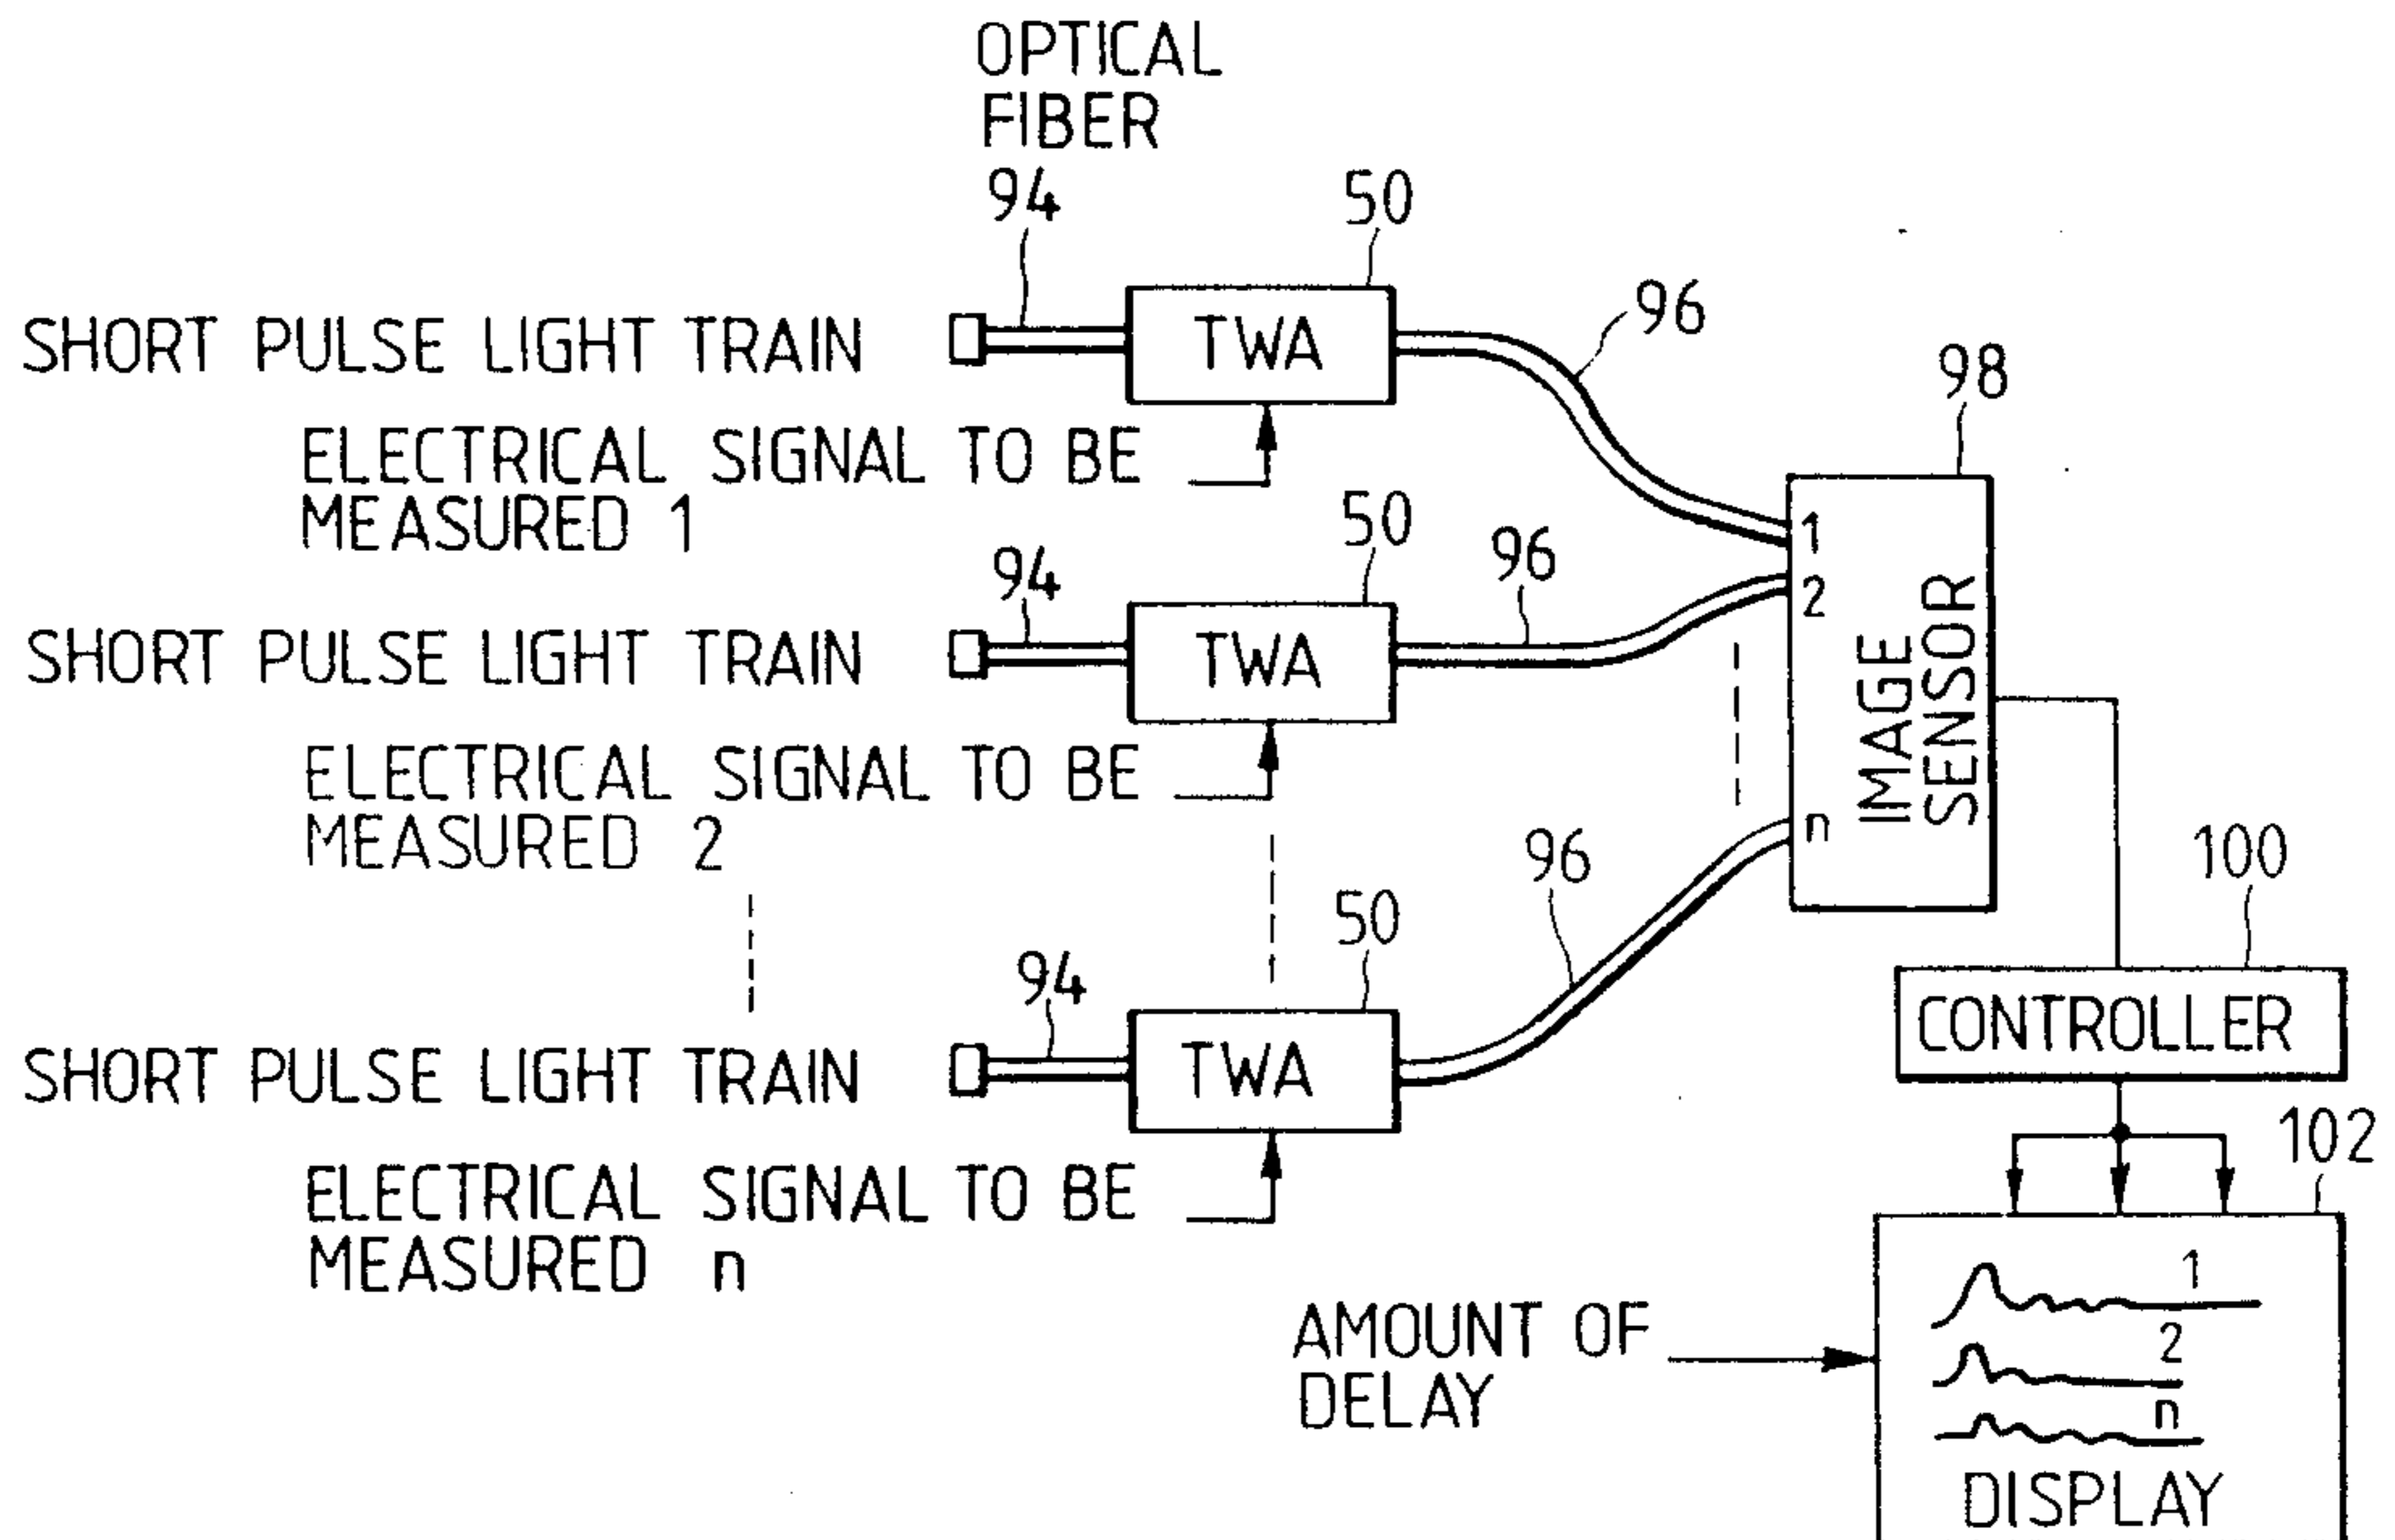 OPTICAL
FIBER
94
50
96
SHORT PULSE LIGHT TRAIN
TWA
98
ELECTRICAL SIGNAL TO BE
MEASURED 1
1
50
94
96
2
SHORT PULSE LIGHT TRAIN
TWA
IMAGE
SENSOR
ELECTRICAL SIGNAL TO BE
MEASURED 2
n
96
100
50
94
SHORT PULSE LIGHT TRAIN
TWA
CONTROLLER
102
ELECTRICAL SIGNAL TO BE
MEASURED n
1
AMOUNT OF
DELAY
2
n
DISPLAY